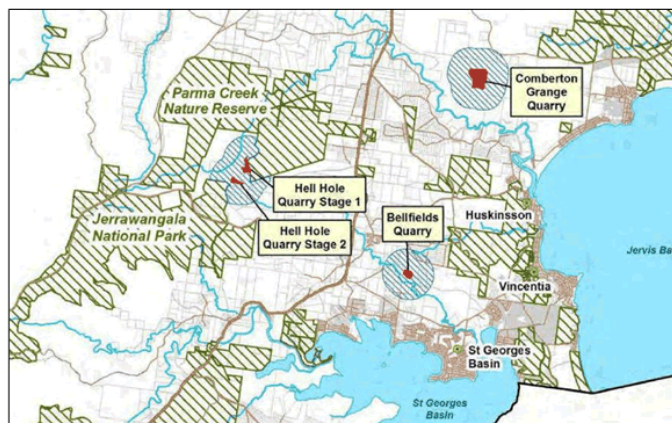 Parma Creek
Nature Reserve
Comberton
Grange
Quarry
Hell Hole
Quarry Stage 1
Jerrawangala
National Park
Hell Hole
Quarry Stage 2
Bellfields
Quarry
Huskinsson
Jervis Ba
Vincentia
St Georges
Basin
St Georges
Basin